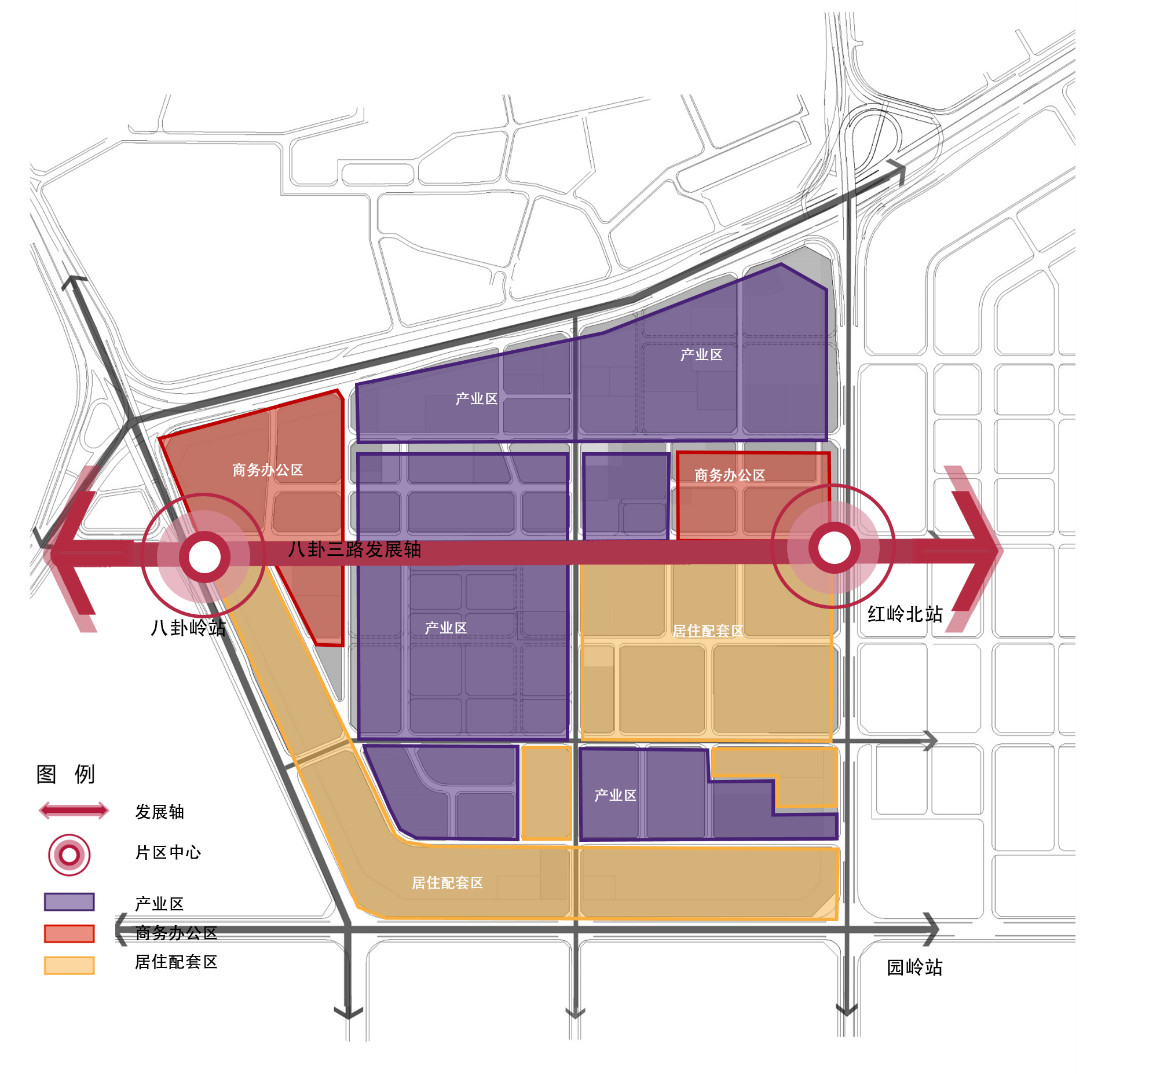 产业区
产业区
商务办公区
商务办公区
八卦三路发展轴
八卦岭站
红岭北站
产业区
居住配套区
图 例
发展轴
片区中心
产业区
商务办公区
居住配套区
产业区
居住配套区
园岭站